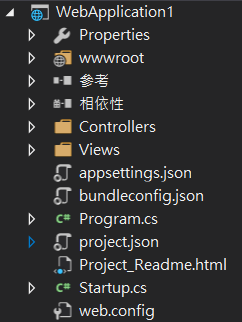 WebApplication1
Properties
wwwroot
參考
相依性
Controllers
Views
appsettings.json
bundleconfig.json
Program.cs
project.json
Project_Readme.html
Startup.cs
web.config